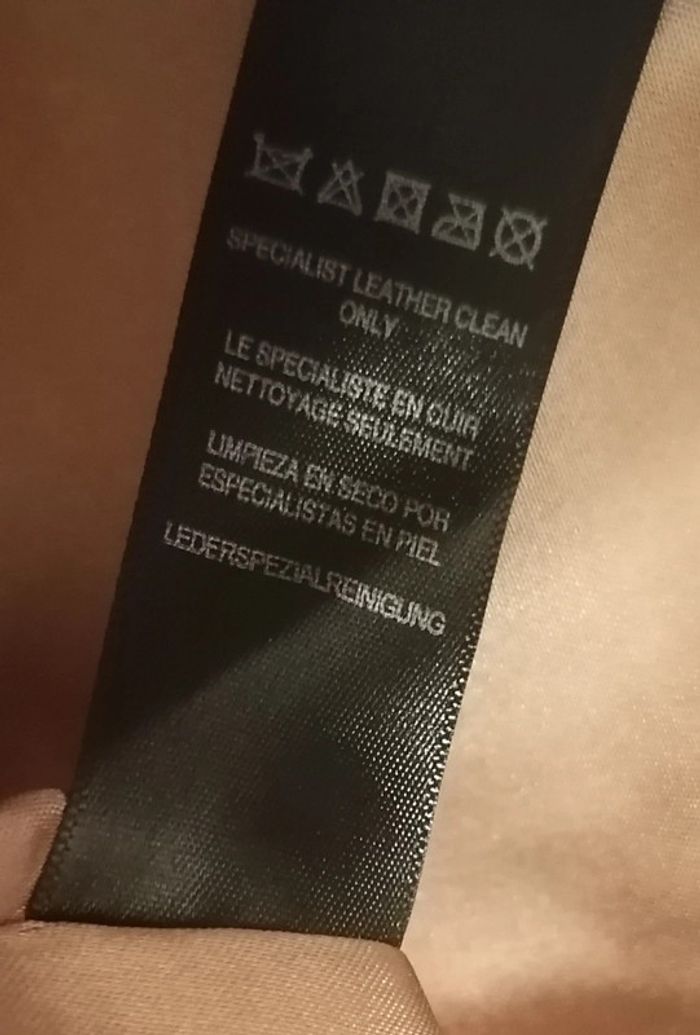 SPECIALIST LEATHER CLEAN
ONLY
LE SPECIALISTE EN CUIR
NETTOYAGE SEULEMENT
LIMPIEZA EN SECO POR
ESPECIALISTAS EN PIEL
LEDERSPEZIALREINIGUNG